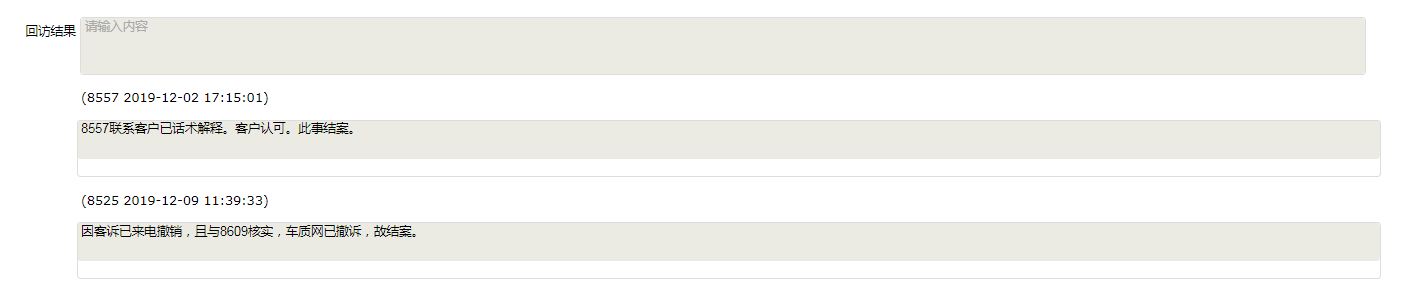 回访结果 请输入内容
(8557 2019-12-02 17:15:01)
8557联系客户已话术解释。客户认可。此事结案。
(8525 2019-12-09 11:39:33)
因客诉已来电撤销，且与8609核实，车质网已撤诉，故结案。